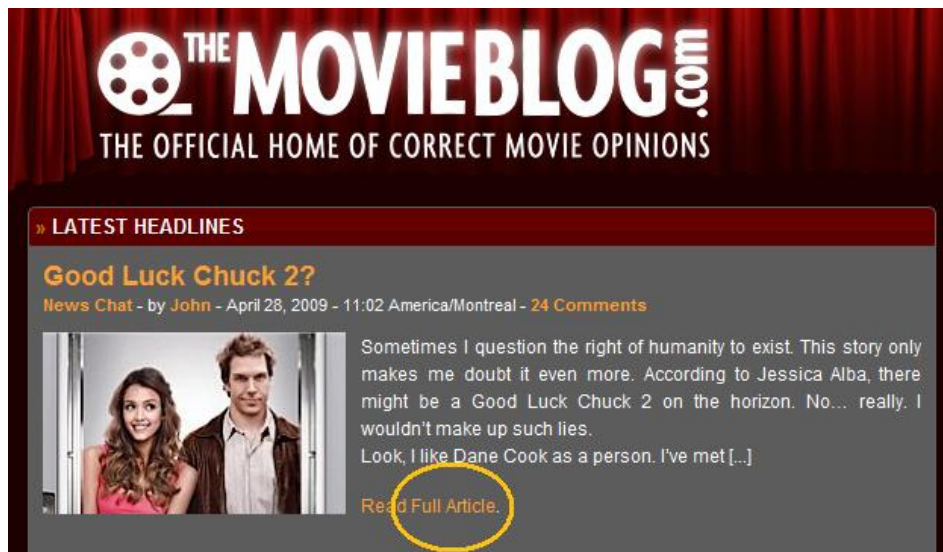 THE MOVIEBLOG.com
THE OFFICIAL HOME OF CORRECT MOVIE OPINIONS
» LATEST HEADLINES
Good Luck Chuck 2?
News Chat - by John - April 28, 2009 - 11:02 America/Montreal - 24 Comments
Sometimes I question the right of humanity to exist. This story only
makes me doubt it even more. According to Jessica Alba, there
might be a Good Luck Chuck 2 on the horizon. No... really. I
wouldn't make up such lies.
Look, I like Dane Cook as a person. I've met [...]
Read Full Article.